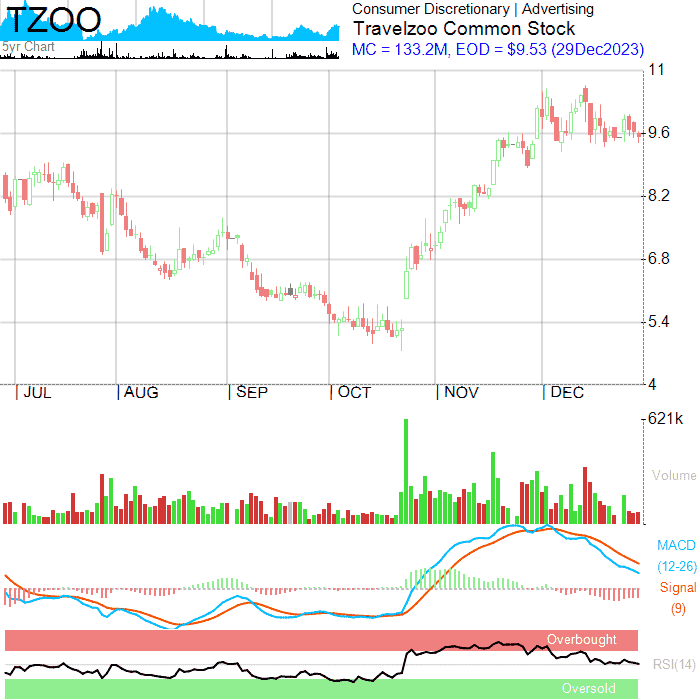 TZOO
5yr Chart
Consumer Discretionary | Advertising
Travelzoo Common Stock
MC = 133.2M, EOD = $9.53 (29Dec2023)
11
9.6
8.2
6.8
5.4
4
JUL AUG SEP OCT NOV DEC
621k
Volume
MACD
(12-26)
Signal
(9)
Overbought
RSI(14)
Oversold